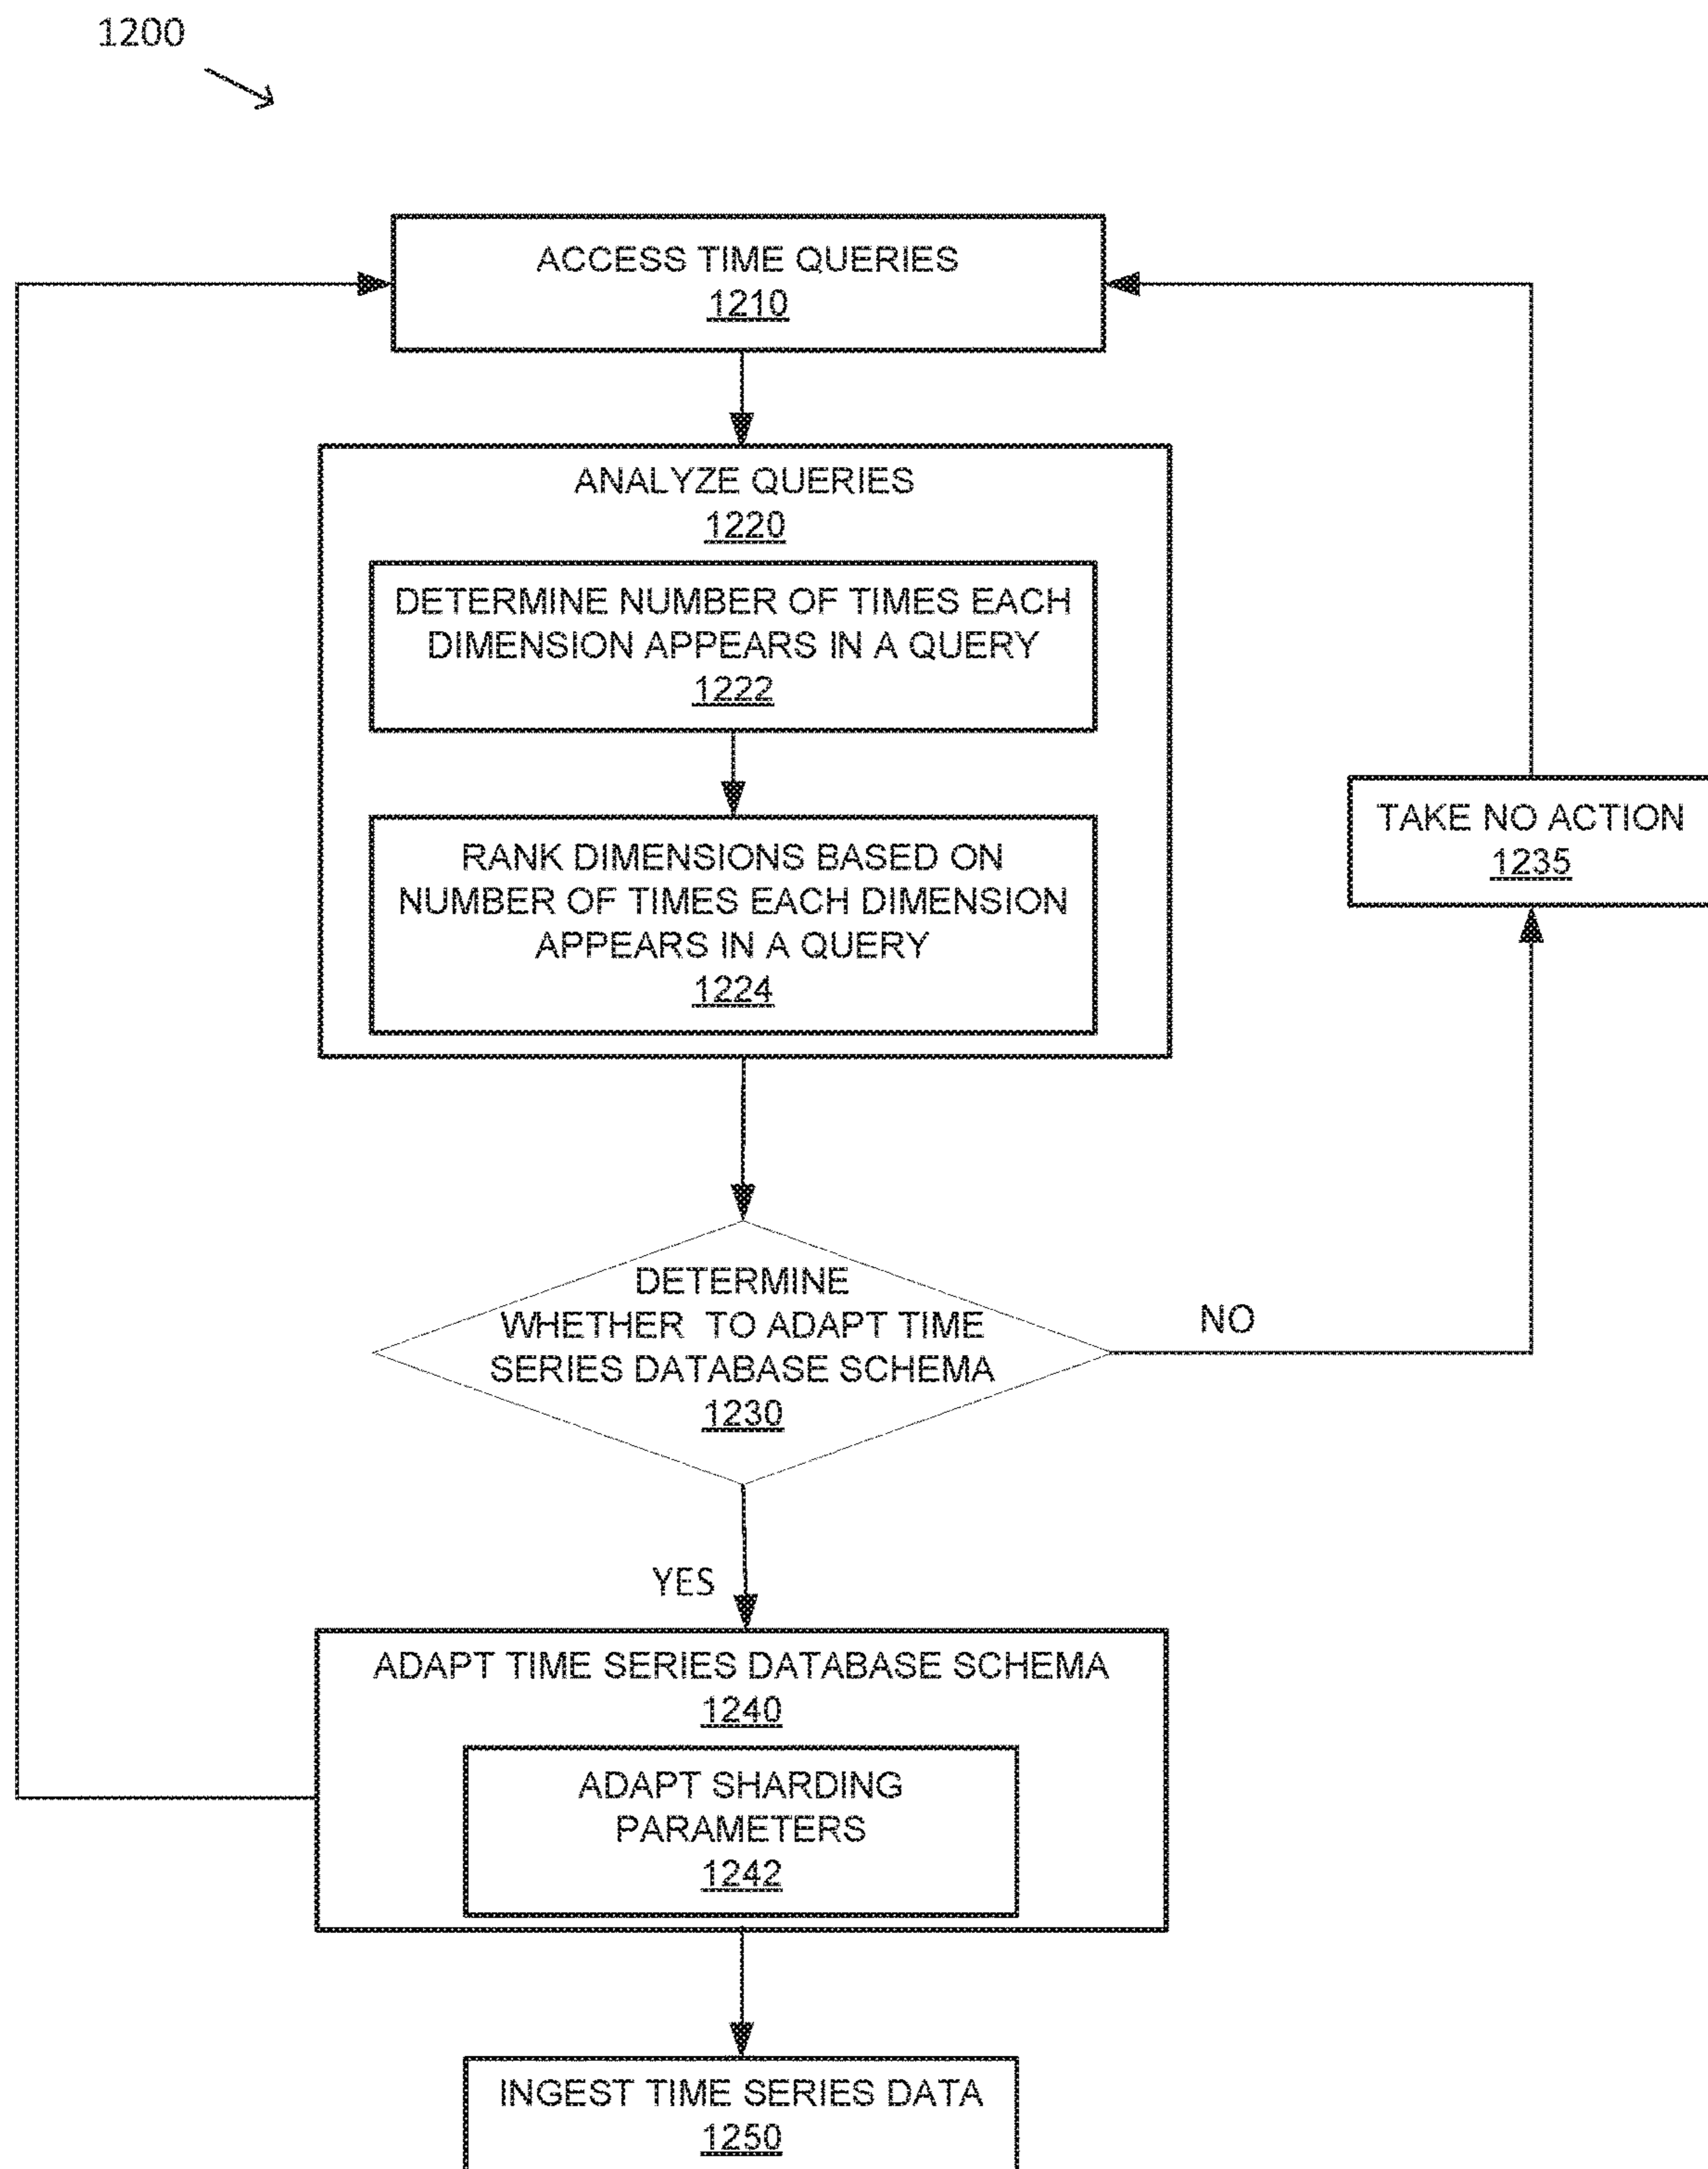 1200
ACCESS TIME QUERIES
1210
ANALYZE QUERIES
1220
DETERMINE NUMBER OF TIMES EACH
DIMENSION APPEARS IN A QUERY
1222
RANK DIMENSIONS BASED ON
NUMBER OF TIMES EACH DIMENSION
APPEARS IN A QUERY
1224
TAKE NO ACTION
1235
DETERMINE
WHETHER TO ADAPT TIME
SERIES DATABASE SCHEMA
1230
NO
YES
ADAPT TIME SERIES DATABASE SCHEMA
1240
ADAPT SHARDING
PARAMETERS
1242
INGEST TIME SERIES DATA
1250